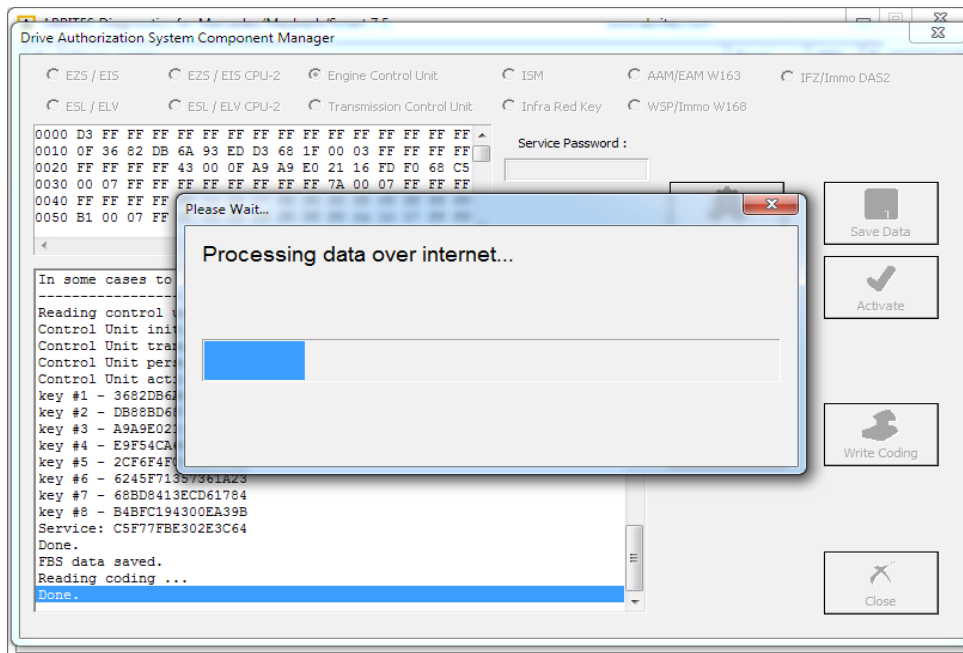 ABRITES Diagnostics for Mercedes/Maybach/Smart 7.5
Drive Authorization System Component Manager
EZS / EIS
EZS / EIS CPU-2
Engine Control Unit
ISM
AAM/EAM W163
IFZ/Immo DAS2
ESL / ELV
ESL / ELV CPU-2
Transmission Control Unit
Infra Red Key
WSP/Immo W168
0000 D3 FF FF FF FF FF FF FF FF FF FF FF FF FF FF FF
0010 0F 36 82 DB 6A 93 ED D3 68 1F 00 03 FF FF FF FF
0020 FF FF FF FF 43 00 0F A9 A9 E0 21 16 FD F0 68 C5
0030 00 07 FF FF FF FF FF FF FF FF 7A 00 07 FF FF FF
0040 FF FF FF FF
0050 B1 00 07 FF
Service Password :
Save Data
Please Wait...
Processing data over internet...
Activate
In some cases to
--------------
Reading control
Control Unit
Control Unit
Control Unit
Control Unit
key #1 - 3682DB6
key #2 - DB88BD6
key #3 - A9A9E02
key #4 - E9F54CA
key #5 - 2CF6F4F
key #6 - 6245F71357361A23
key #7 - 68BD8413ECD61784
key #8 - B4BFC194300EA39B
Service: C5F77FBE302E3C64
Done.
FBS data saved.
Reading coding ...
Done.
Write Coding
Close